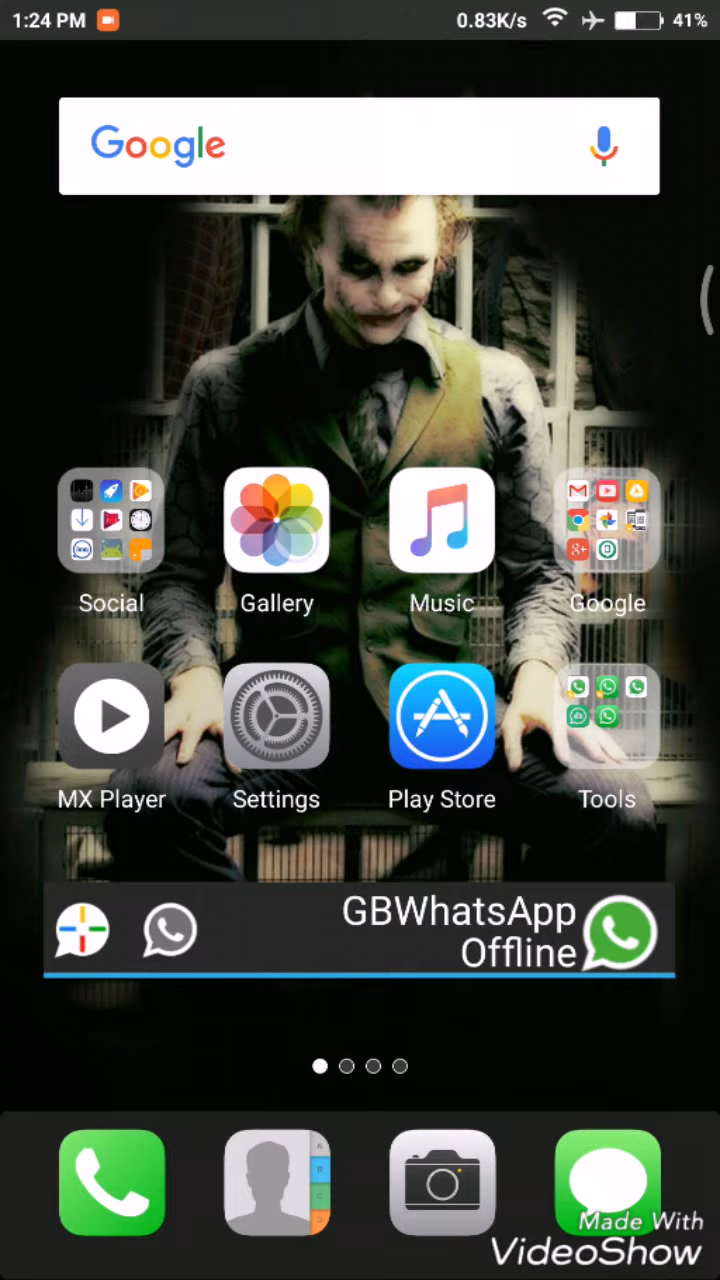 1:24 PM 0.83K/s 41%
Google
Social Gallery Music Google
MX Player Settings Play Store Tools
GBWhatsApp
Offline
Made With
VideoShow